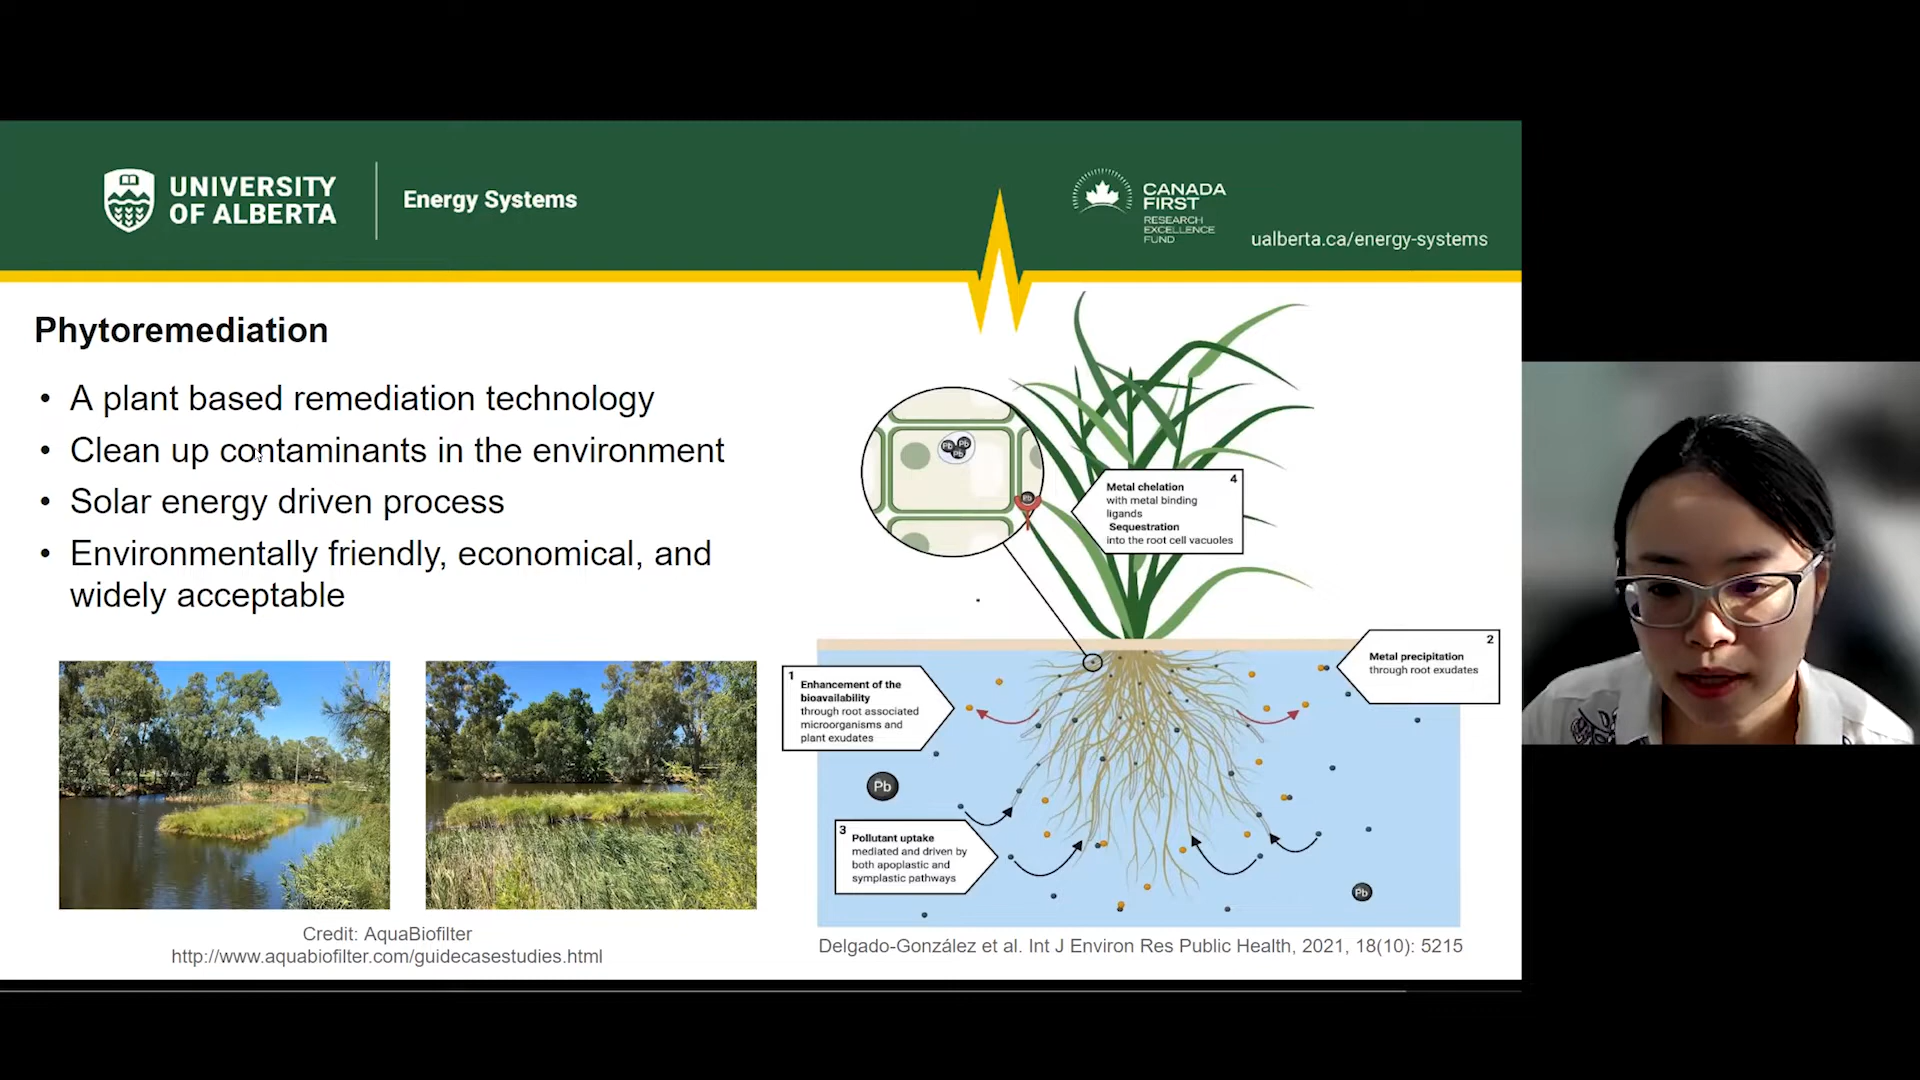 UNIVERSITY
OF ALBERTA
Energy Systems
CANADA
FIRST
RESEARCH
EXCELLENCE
FUND
ualberta.ca/energy-systems
Phytoremediation
• A plant based remediation technology
• Clean up contaminants in the environment
• Solar energy driven process
• Environmentally friendly, economical, and
widely acceptable
Credit: AquaBiofilter
http://www.aquabiofilter.com/guidecasestudies.html
Pb Pb
Pb
Pb
4
Metal chelation
with metal binding
ligands
Sequestration
into the root cell vacuoles
2
Metal precipitation
through root exudates
1
Enhancement of the
bioavailability
through root associated
microorganisms and
plant exudates
Pb
3
Pollutant uptake
mediated and driven by
both apoplastic and
symplastic pathways
Pb
Delgado-González et al. Int J Environ Res Public Health, 2021, 18(10): 5215